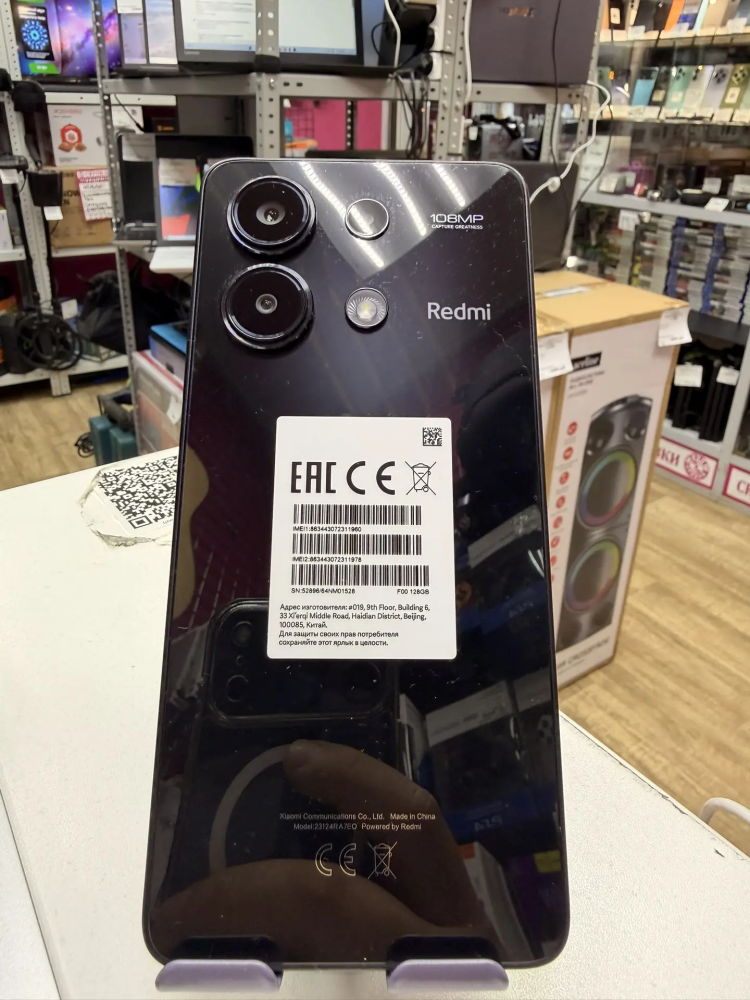 108MP
CAPTURE GREATNESS
Redmi
EAC CE
IMEI1:863443072311960
IMEI2:863443072311978
SN:52896/64NM01528 F00 128GB
Адрес изготовителя: #019, 9th Floor, Building 6,
33 Xi'erqi Middle Road, Haidian District, Beijing,
100085, Китай.
Для защиты своих прав потребителя
сохраняйте этот ярлык в целости.
Xiaomi Communications Co., Ltd. Made in China
Model:23124RA7EO Powered by Redmi
CE